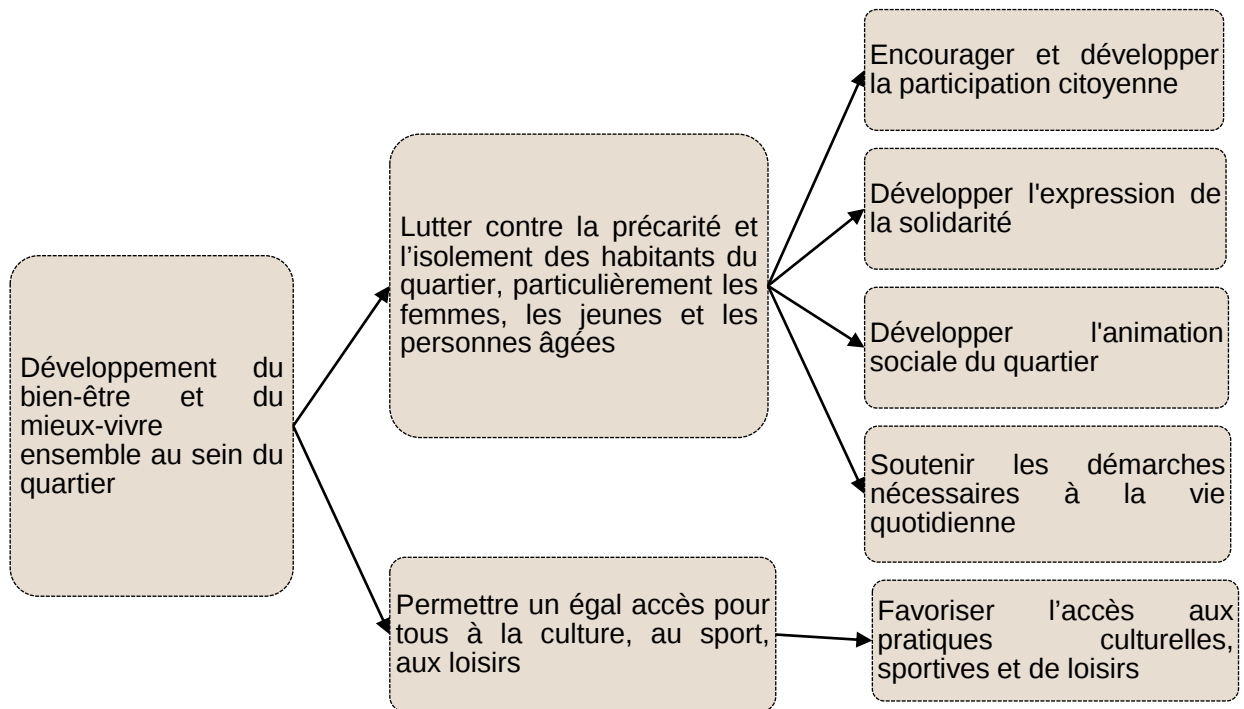 Développement du
bien-être et du
mieux-vivre
ensemble au sein du
quartier
Lutter contre la précarité et
l’isolement des habitants du
quartier, particulièrement les
femmes, les jeunes et les
personnes âgées
Permettre un égal accès pour
tous à la culture, au sport,
aux loisirs
Encourager et développer
la participation citoyenne
Développer l'expression de
la solidarité
Développer l'animation
sociale du quartier
Soutenir les démarches
nécessaires à la vie
quotidienne
Favoriser l’accès aux
pratiques culturelles,
sportives et de loisirs